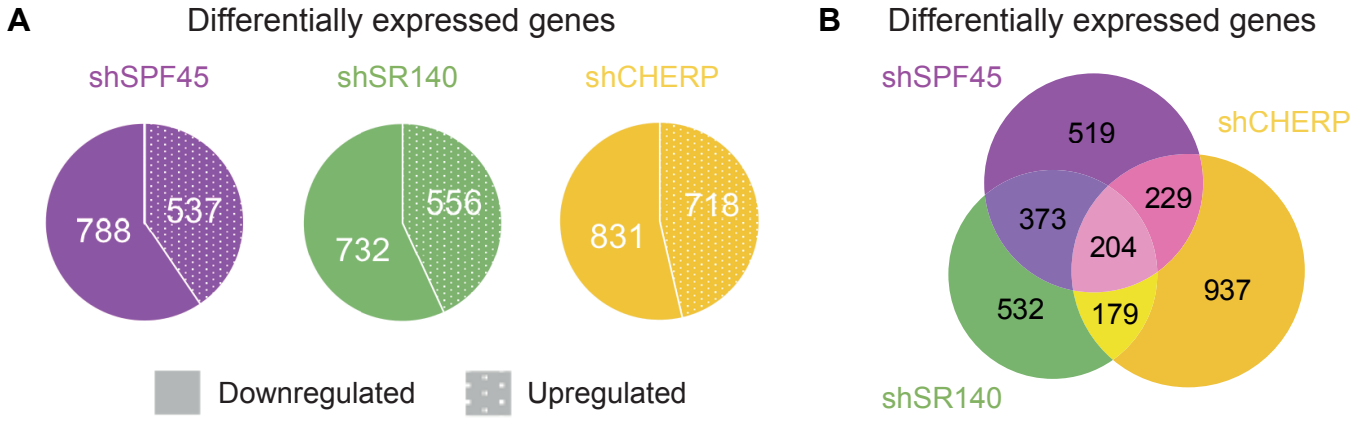 A
Differentially expressed genes
shSPF45
shSR140
shCHERP
788
537
732
556
831
718
Downregulated
Upregulated
B
Differentially expressed genes
shSPF45
shCHERP
519
373
229
204
532
179
937
shSR140